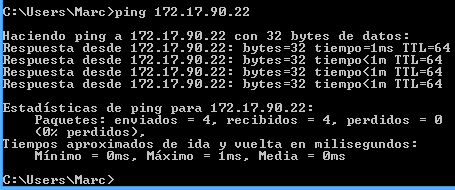 C:\Users\Marc>ping 172.17.90.22
Haciendo ping a 172.17.90.22 con 32 bytes de datos:
Respuesta desde 172.17.90.22: bytes=32 tiempo=1ms TTL=64
Respuesta desde 172.17.90.22: bytes=32 tiempo<1m TTL=64
Respuesta desde 172.17.90.22: bytes=32 tiempo<1m TTL=64
Respuesta desde 172.17.90.22: bytes=32 tiempo<1m TTL=64
Estadísticas de ping para 172.17.90.22:
Paquetes: enviados = 4, recibidos = 4, perdidos = 0
(0% perdidos),
Tiempos aproximados de ida y vuelta en milisegundos:
Mínimo = 0ms, Máximo = 1ms, Media = 0ms
C:\Users\Marc>